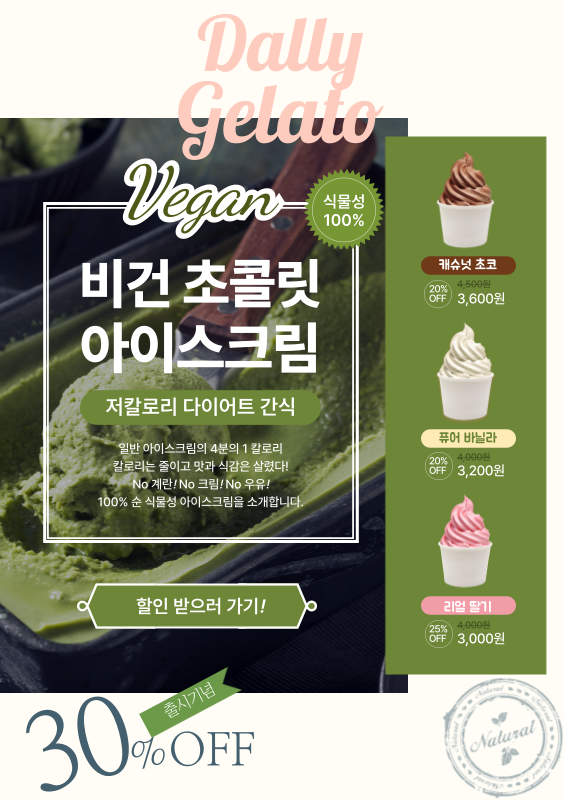 Dally
Gelato
Vegan
식물성
100%
비건 초콜릿
아이스크림
저칼로리 다이어트 간식
일반 아이스크림의 4분의 1 칼로리
칼로리는 줄이고 맛과 식감은 살렸다!
No 계란! No 크림! No 우유!
100% 순 식물성 아이스크림을 소개합니다.
할인 받으러 가기!
캐슈넛 초코
20%
OFF
4,500원
3,600원
퓨어 바닐라
20%
OFF
4,000원
3,200원
리얼 딸기
25%
OFF
4,000원
3,000원
출시기념
30%OFF
Natural